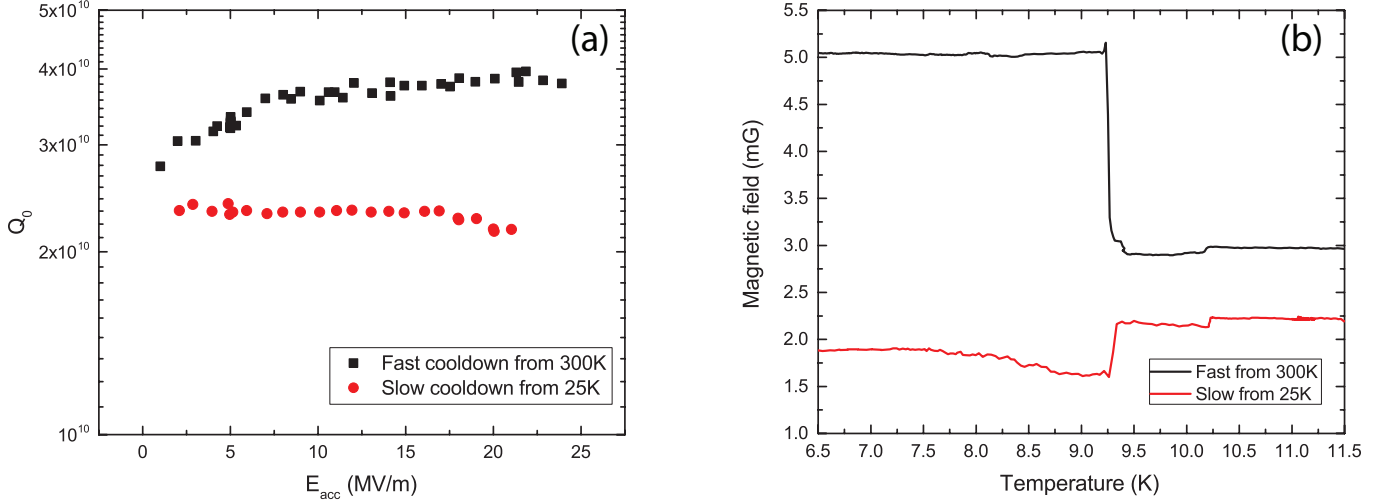 (a)
5x10^10
4x10^10
3x10^10
2x10^10
10^10
Q_0
0 5 10 15 20 25
E_acc (MV/m)
Fast cooldown from 300K
Slow cooldown from 25K
(b)
5.5
5.0
4.5
4.0
3.5
3.0
2.5
2.0
1.5
1.0
Magnetic field (mG)
6.5 7.0 7.5 8.0 8.5 9.0 9.5 10.0 10.5 11.0 11.5
Temperature (K)
Fast from 300K
Slow from 25K